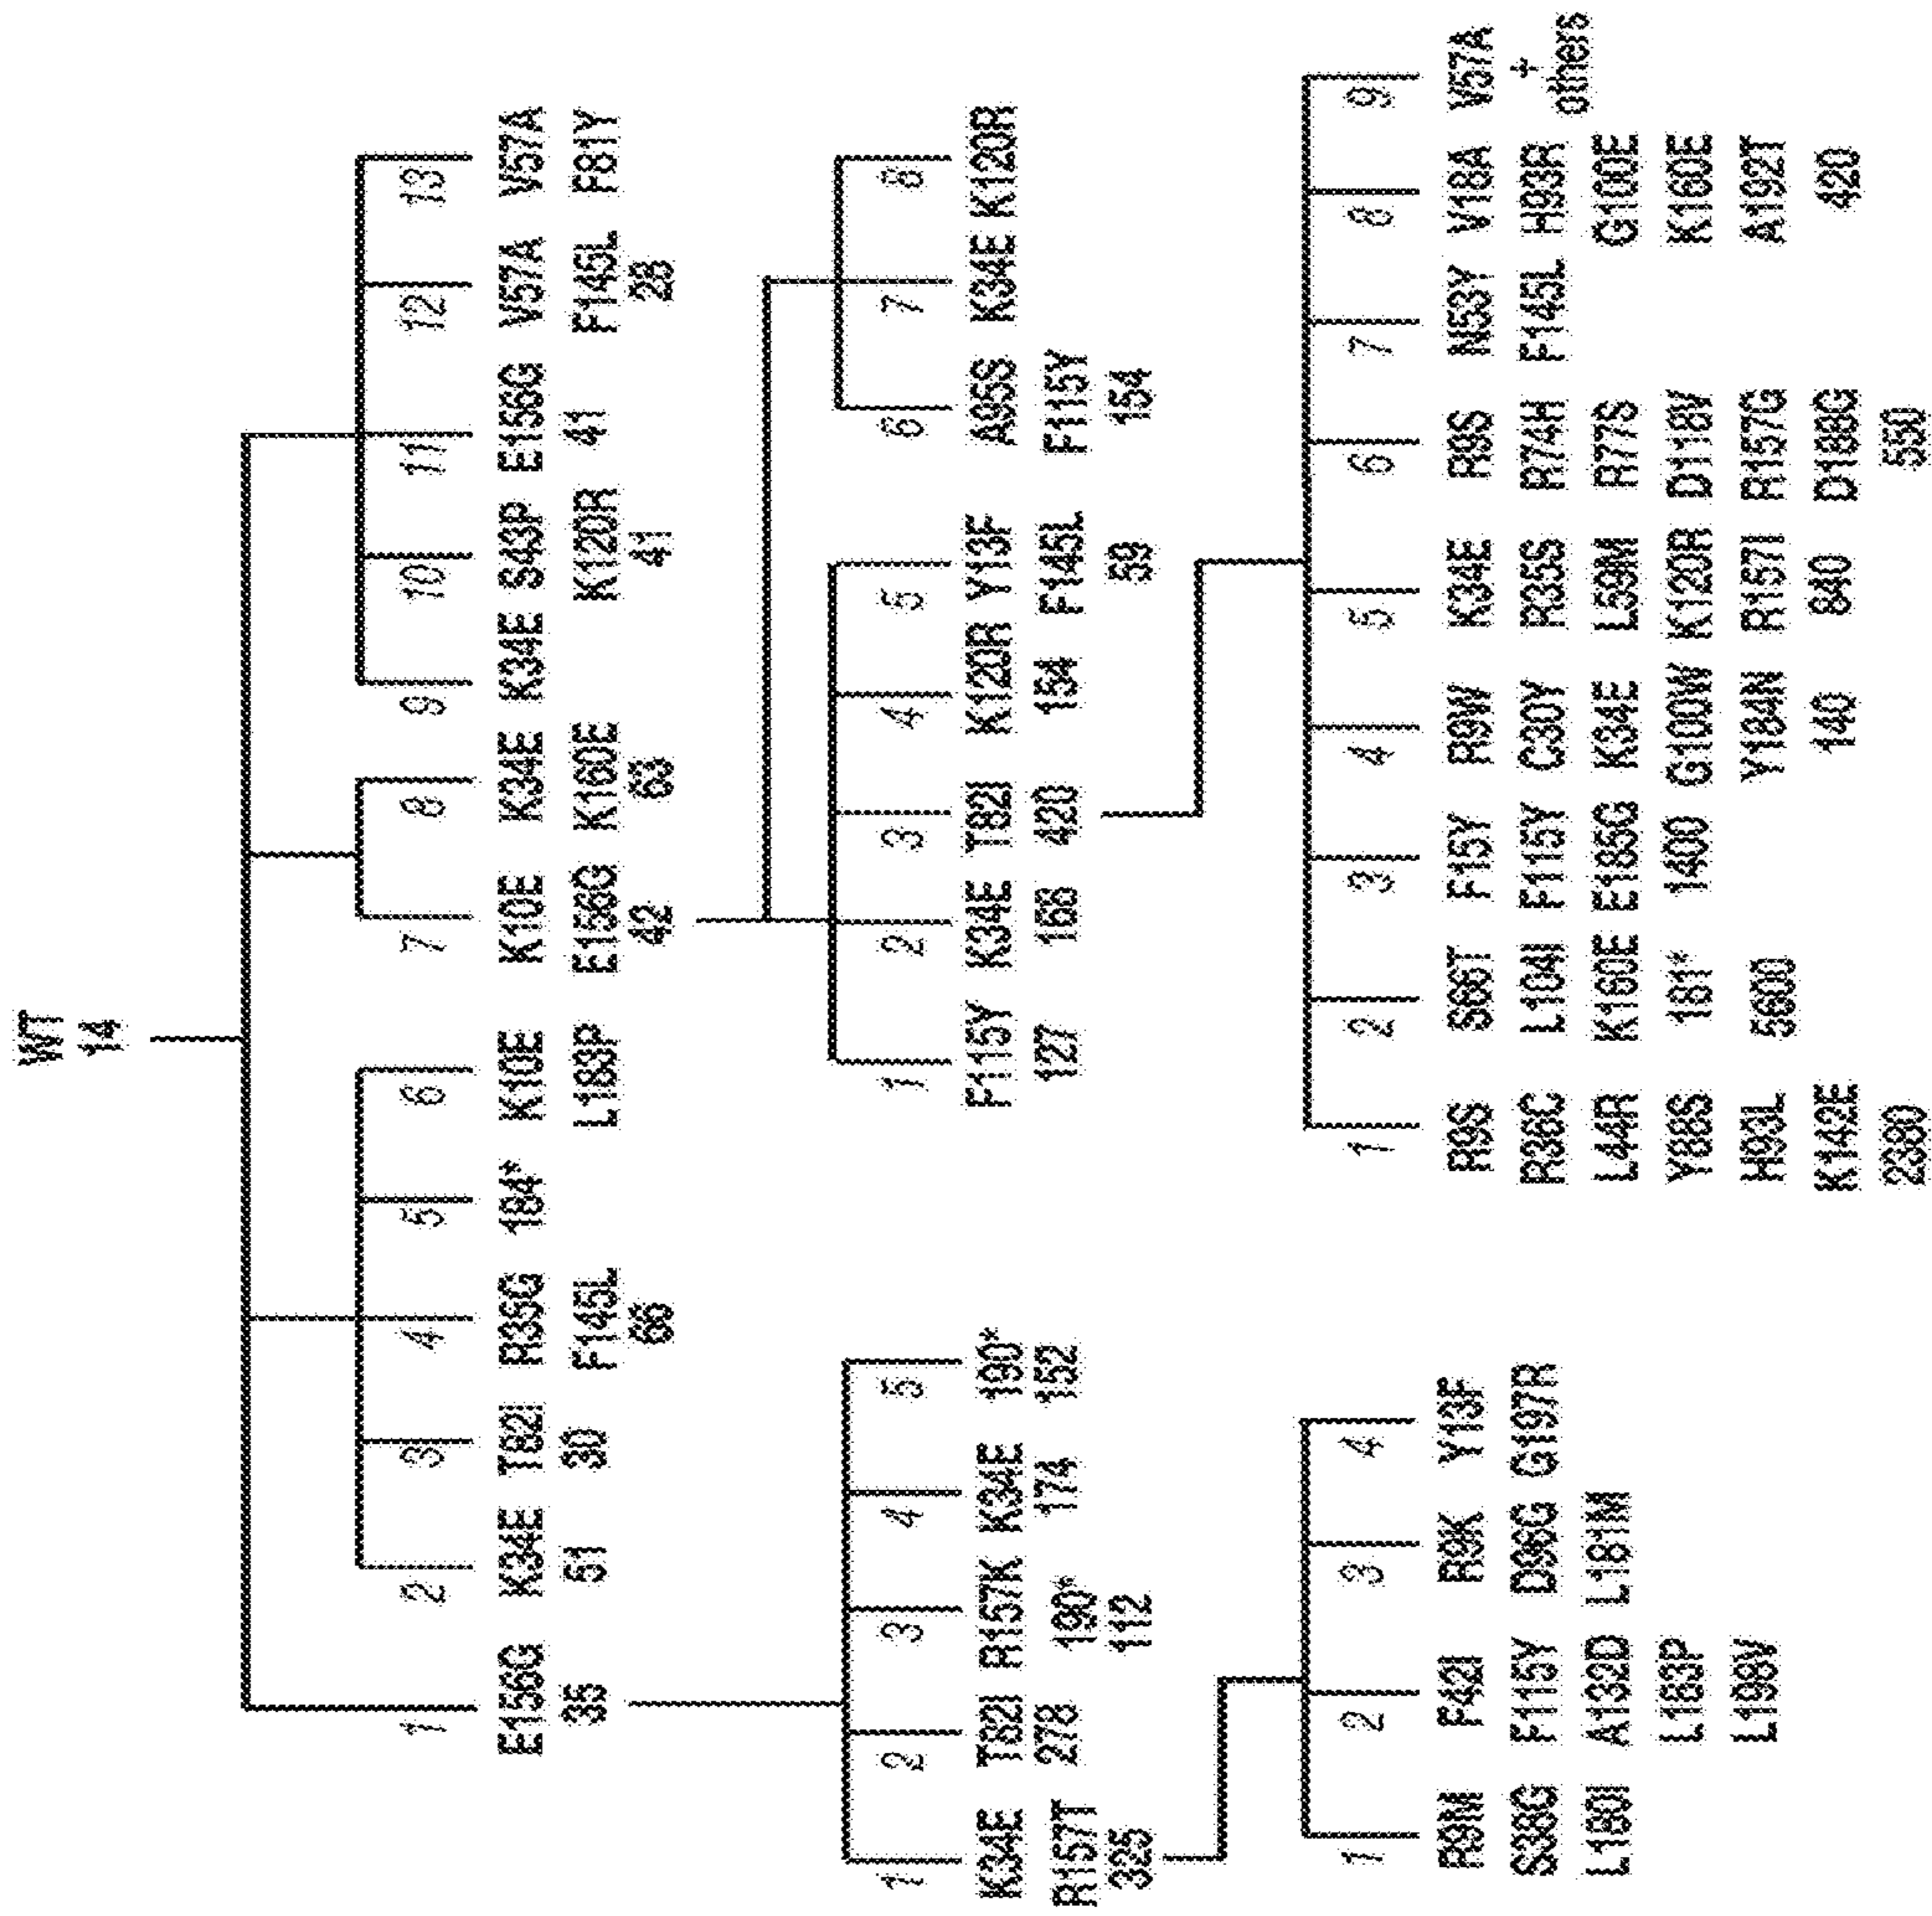 WT
14
1
E156G
35
2
K34E
51
3
T82I
30
4
R35G
F145L
66
5
184*
6
K10E
L183P
7
K10E
E156G
42
8
K34E
K160E
63
9
K34E
10
S43P
K120R
41
11
E156G
41
12
V57A
F145L
28
13
V57A
F81Y
1
K34E
R157T
325
2
T82I
278
3
R157K
190*
112
4
K34E
174
5
190*
152
1
F115Y
127
2
K34E
168
3
T82I
420
4
K120R
154
5
Y13F
F145L
59
6
A95S
F115Y
154
7
K34E
8
K120R
1
R9M
S38G
L180I
2
F42I
F115Y
A132D
L183P
L198V
3
R9K
D96G
L181M
4
Y13F
G197R
1
R9S
R36C
L44R
Y88S
H93L
K142E
2380
2
S66T
L104I
K160E
181*
5600
3
F15Y
F115Y
E185G
1400
4
R9W
C30Y
K34E
G100W
Y184N
140
5
K34E
R35S
L59M
K120R
R157I
840
6
R9S
R74H
R77S
D118V
R157G
D188G
550
7
N53Y
F145L
8
V18A
H93R
G100E
K160E
A192T
420
9
V57A
+
others